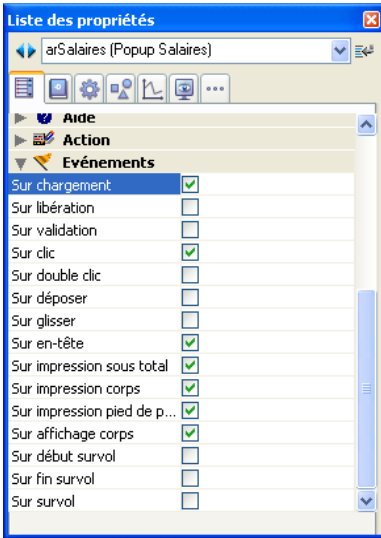 Liste des propriétés
arSalaires (Popup Salaires)
Aide
Action
Evénements
Sur chargement
Sur libération
Sur validation
Sur clic
Sur double clic
Sur déposer
Sur glisser
Sur en-tête
Sur impression sous total
Sur impression corps
Sur impression pied de p...
Sur affichage corps
Sur début survol
Sur fin survol
Sur survol